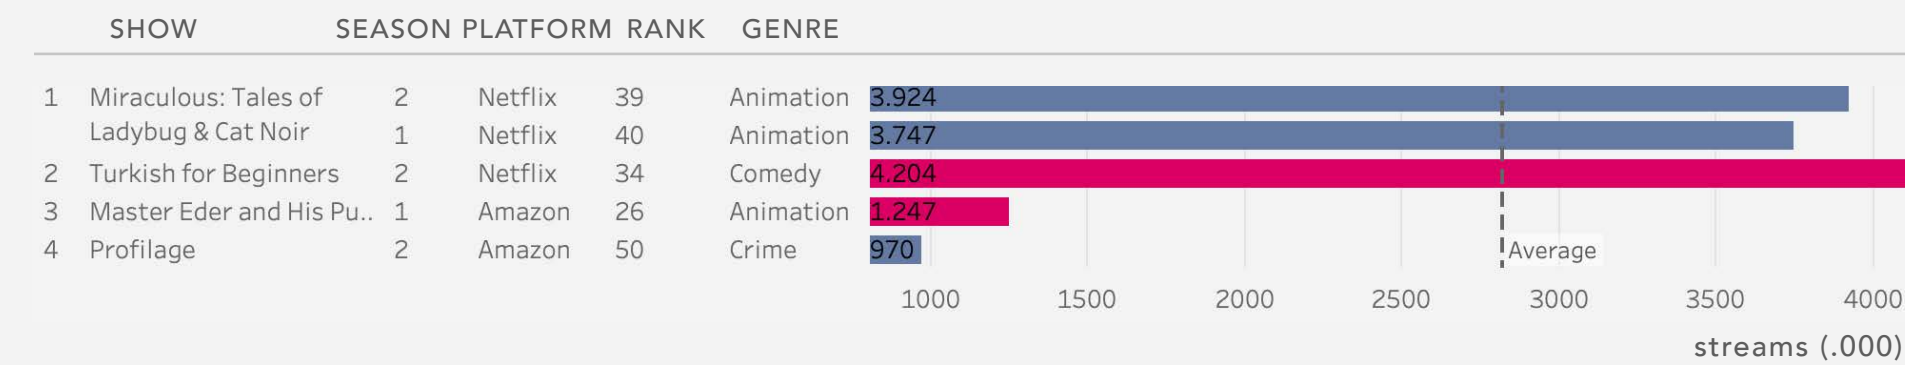 SHOW SEASON PLATFORM RANK GENRE
1 Miraculous: Tales of 2 Netflix 39 Animation 3.924
Ladybug & Cat Noir 1 Netflix 40 Animation 3.747
2 Turkish for Beginners 2 Netflix 34 Comedy 4.204
3 Master Eder and His Pu.. 1 Amazon 26 Animation 1.247
4 Profilage 2 Amazon 50 Crime 970 Average
1000 1500 2000 2500 3000 3500 4000
streams (.000)